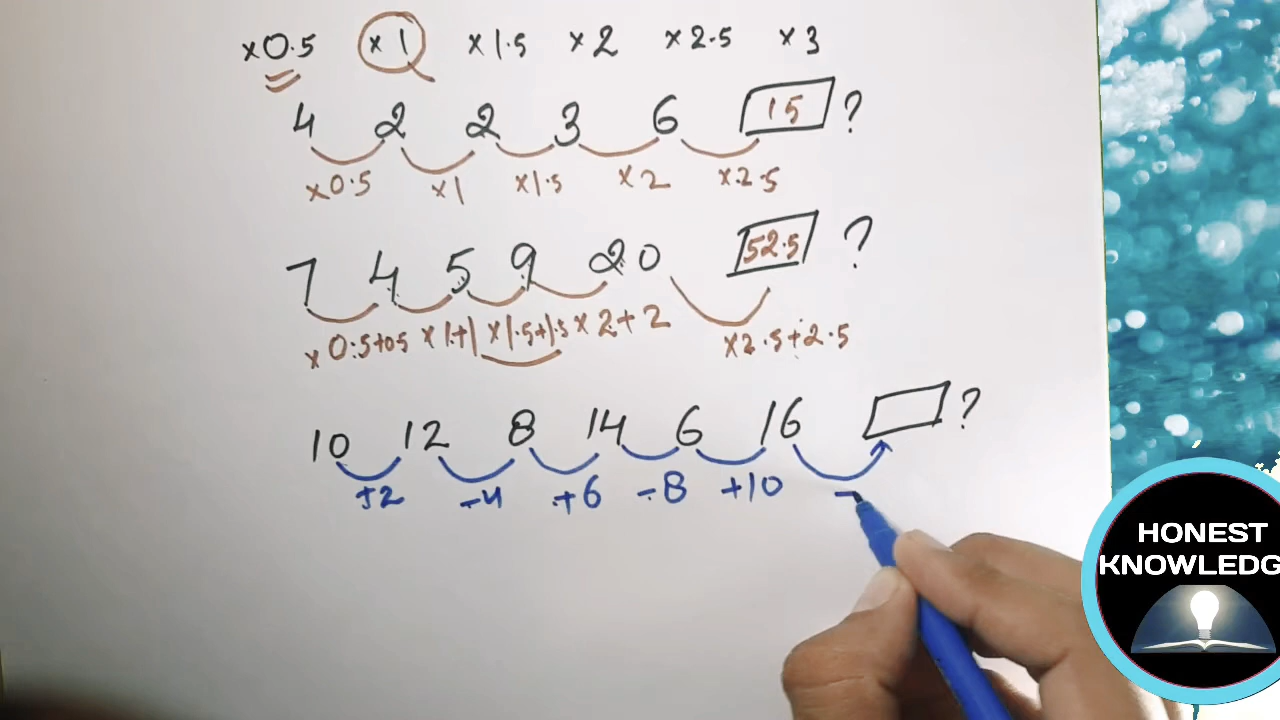 ×0.5 ×1 ×1.5 ×2 ×2.5 ×3
4 2 2 3 6 15 ?
×0.5 ×1 ×1.5 ×2 ×2.5
7 4 5 9 20 52.5 ?
×0.5+0.5 ×1+1 ×1.5+1.5 ×2+2 ×2.5+2.5
10 12 8 14 6 16 ?
+2 -4 +6 -8 +10 -
HONEST
KNOWLEDG